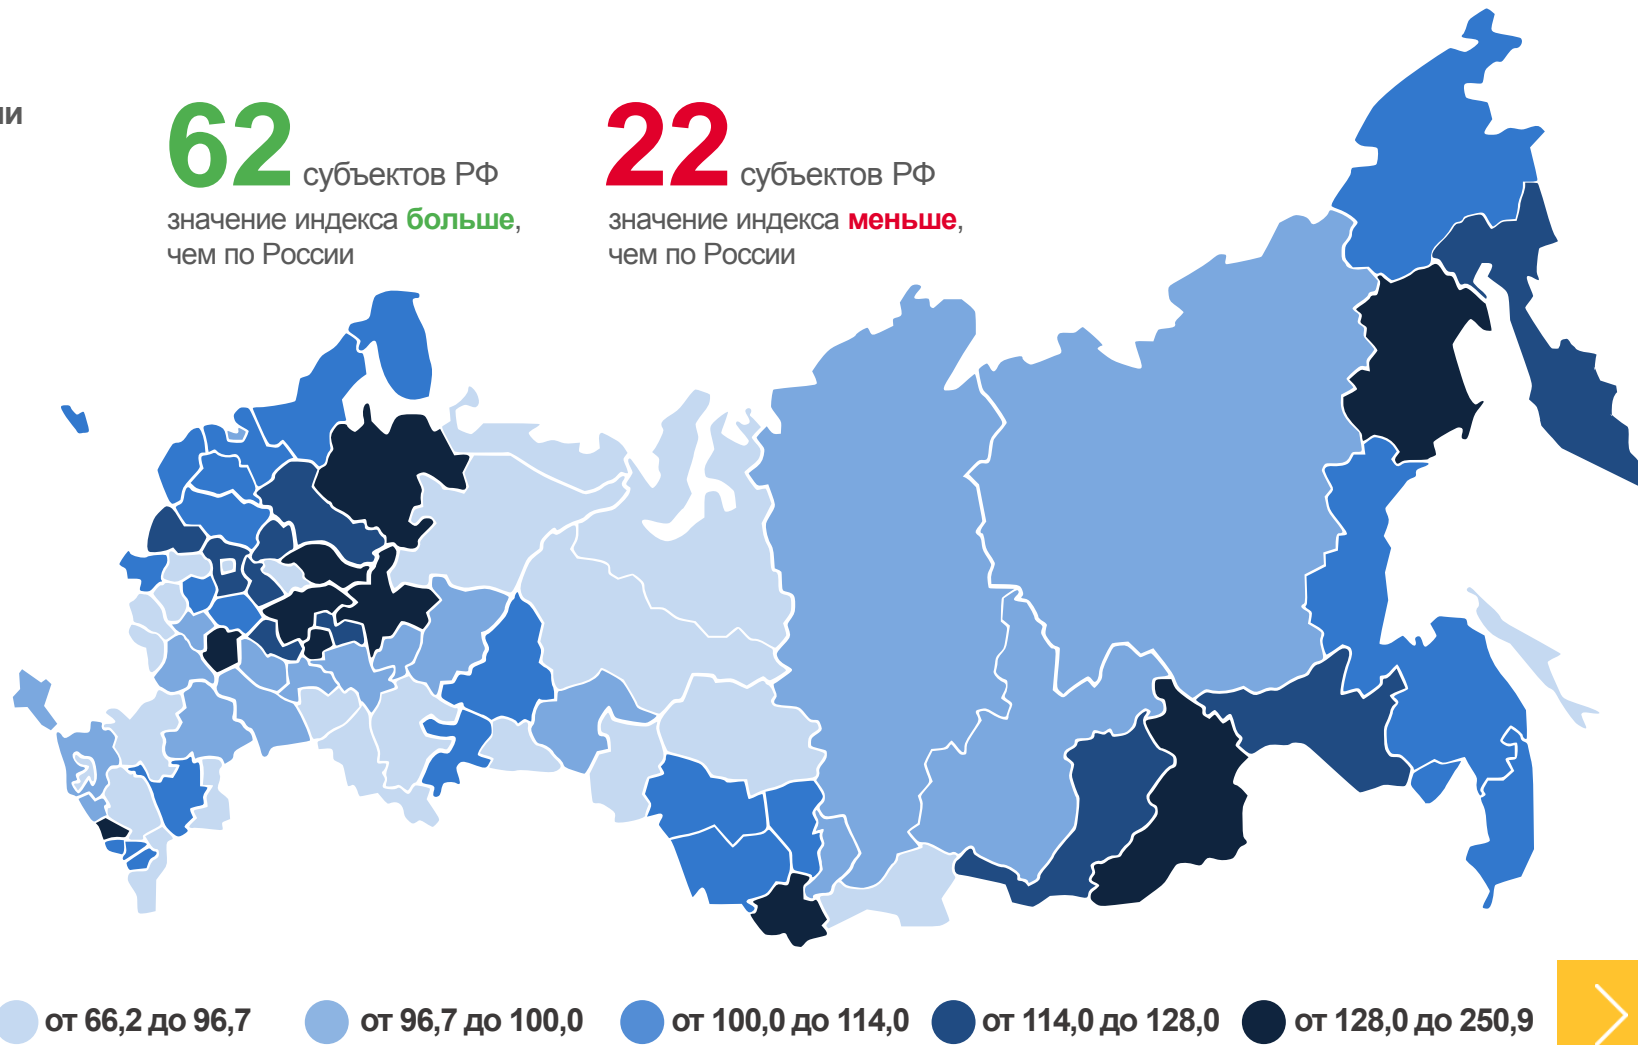 ии
62 субъектов РФ
значение индекса больше,
чем по России
22 субъектов РФ
значение индекса меньше,
чем по России
от 66,2 до 96,7
от 96,7 до 100,0
от 100,0 до 114,0
от 114,0 до 128,0
от 128,0 до 250,9